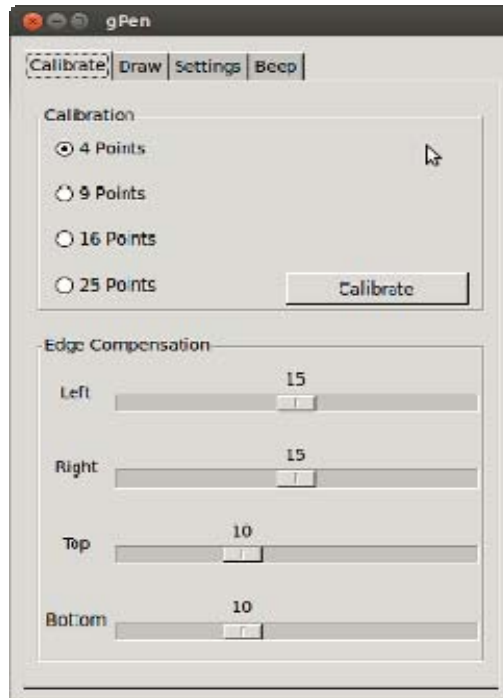 gPen
Calibrate Draw Settings Beep
Calibration
4 Points
9 Points
16 Points
25 Points
Calibrate
Edge Compensation
15
Left
15
Right
10
Top
10
Bottom